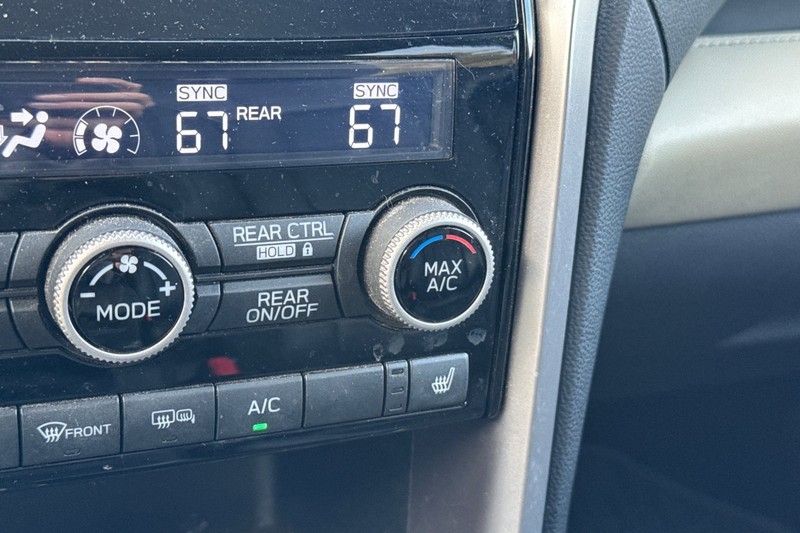 SYNC
67
REAR
SYNC
67
REAR CTRL
HOLD
REAR
ON/OFF
- MODE +
MAX
A/C
FRONT
A/C